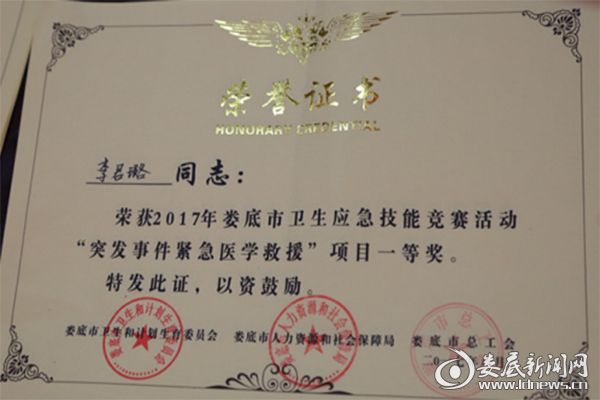 荣誉证书
HONORARY CREDENTIAL
李君璐 同志：
荣获2017年娄底市卫生应急技能竞赛活动
“突发事件紧急医学救援”项目一等奖。
特发此证，以资鼓励。
娄底市卫生和计划生育委员会 娄底市人力资源和社会保障局 娄底市总工会
二〇一七
娄底新闻网
www.ldnews.cn